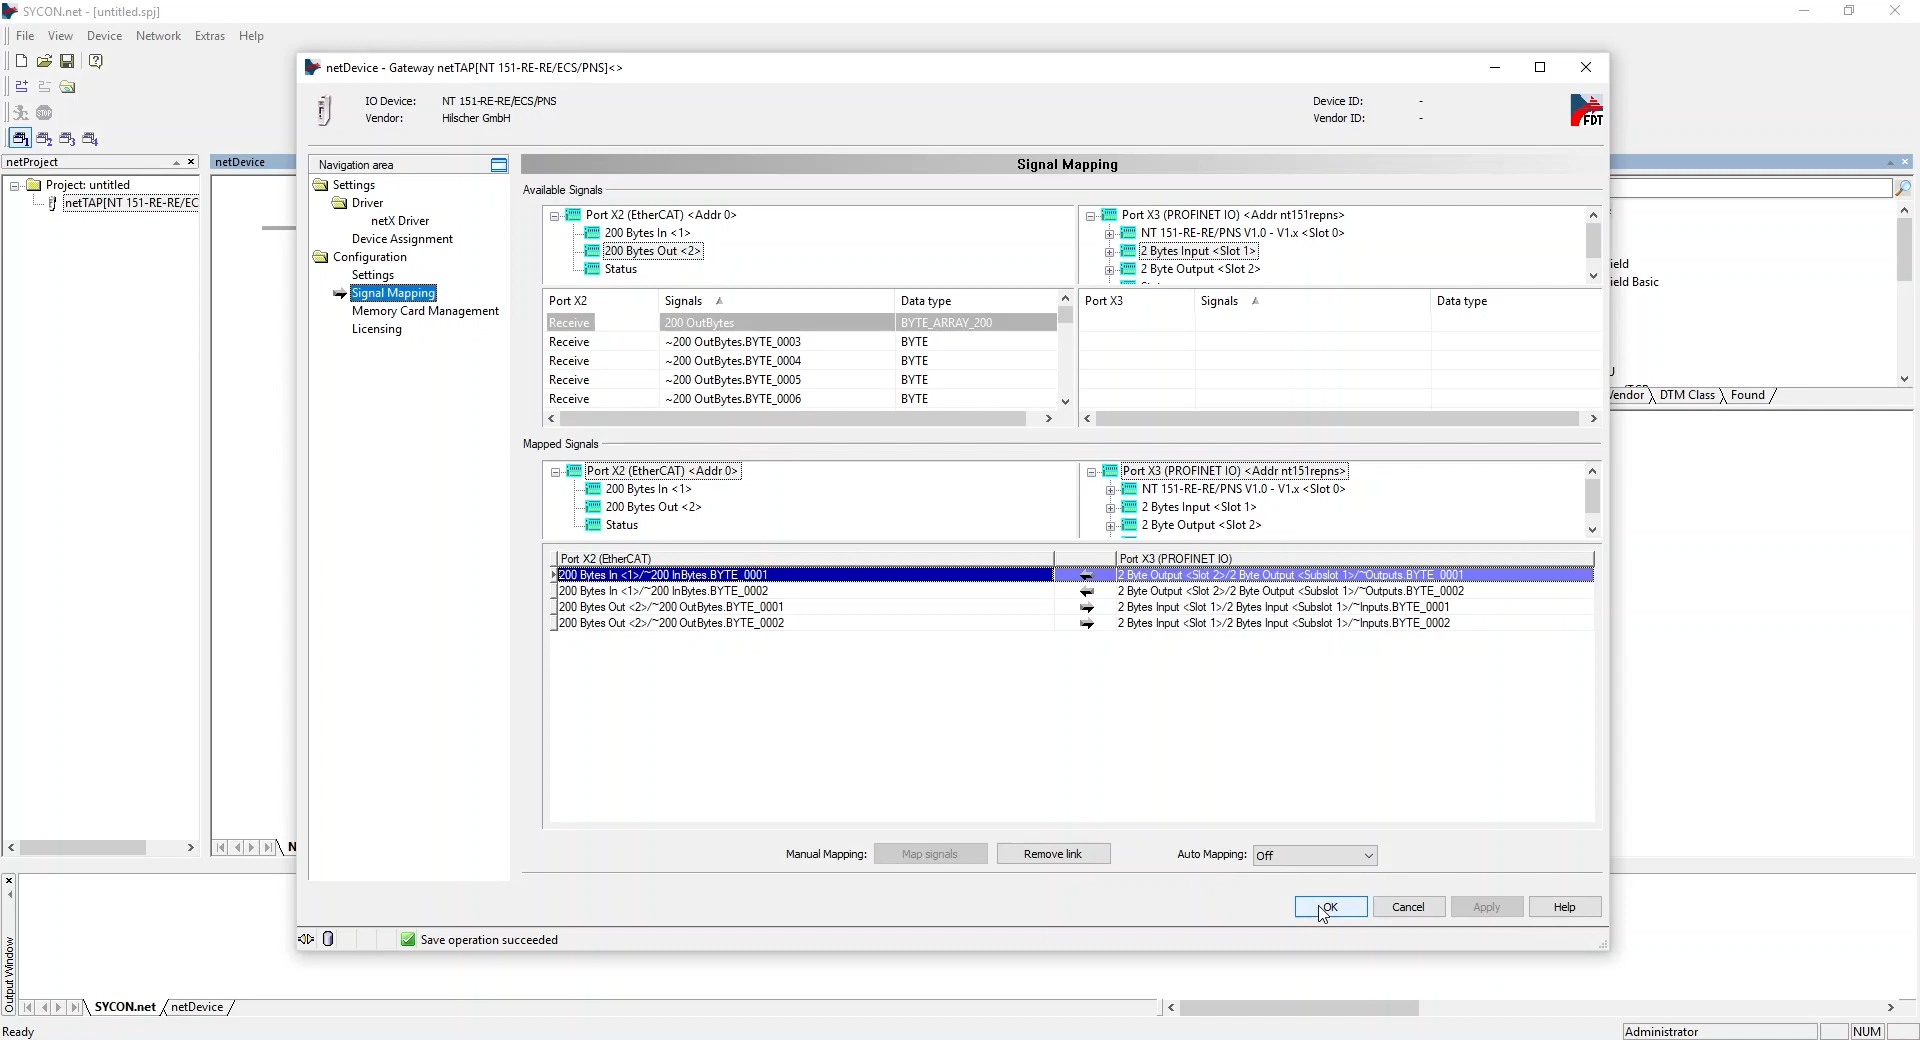 SYCON.net - [untitled.spj]
File View Device Network Extras Help
netProject
Project: untitled
netTAP[NT 151-RE-RE/EC
netDevice
netDevice - Gateway netTAP[NT 151-RE-RE/ECS/PNS]<>
IO Device: NT 151-RE-RE/ECS/PNS
Vendor: Hilscher GmbH
Device ID: -
Vendor ID: -
FDT
Navigation area
Settings
Driver
netX Driver
Device Assignment
Configuration
Settings
Signal Mapping
Memory Card Management
Licensing
Signal Mapping
Available Signals
Port X2 (EtherCAT) <Addr 0>
200 Bytes In <1>
200 Bytes Out <2>
Status
Port X3 (PROFINET IO) <Addr nt151repns>
NT 151-RE-RE/PNS V1.0 - V1.x <Slot 0>
2 Bytes Input <Slot 1>
2 Byte Output <Slot 2>
Port X2 Signals Data type
Receive 200 OutBytes BYTE_ARRAY_200
Receive ~200 OutBytes.BYTE_0003 BYTE
Receive ~200 OutBytes.BYTE_0004 BYTE
Receive ~200 OutBytes.BYTE_0005 BYTE
Receive ~200 OutBytes.BYTE_0006 BYTE
Port X3 Signals Data type
Mapped Signals
Port X2 (EtherCAT) <Addr 0>
200 Bytes In <1>
200 Bytes Out <2>
Status
Port X3 (PROFINET IO) <Addr nt151repns>
NT 151-RE-RE/PNS V1.0 - V1.x <Slot 0>
2 Bytes Input <Slot 1>
2 Byte Output <Slot 2>
Port X2 (EtherCAT) Port X3 (PROFINET IO)
200 Bytes In <1>/~200 InBytes.BYTE_0001 2 Byte Output <Slot 2>/2 Byte Output <Subslot 1>/~Outputs.BYTE_0001
200 Bytes In <1>/~200 InBytes.BYTE_0002 2 Byte Output <Slot 2>/2 Byte Output <Subslot 1>/~Outputs.BYTE_0002
200 Bytes Out <2>/~200 OutBytes.BYTE_0001 2 Bytes Input <Slot 1>/2 Bytes Input <Subslot 1>/~Inputs.BYTE_0001
200 Bytes Out <2>/~200 OutBytes.BYTE_0002 2 Bytes Input <Slot 1>/2 Bytes Input <Subslot 1>/~Inputs.BYTE_0002
Manual Mapping: Map signals Remove link Auto Mapping: Off
OK Cancel Apply Help
Save operation succeeded
ield
ield Basic
U
endor DTM Class Found
N
Output Window
SYCON.net netDevice
Ready
Administrator NUM